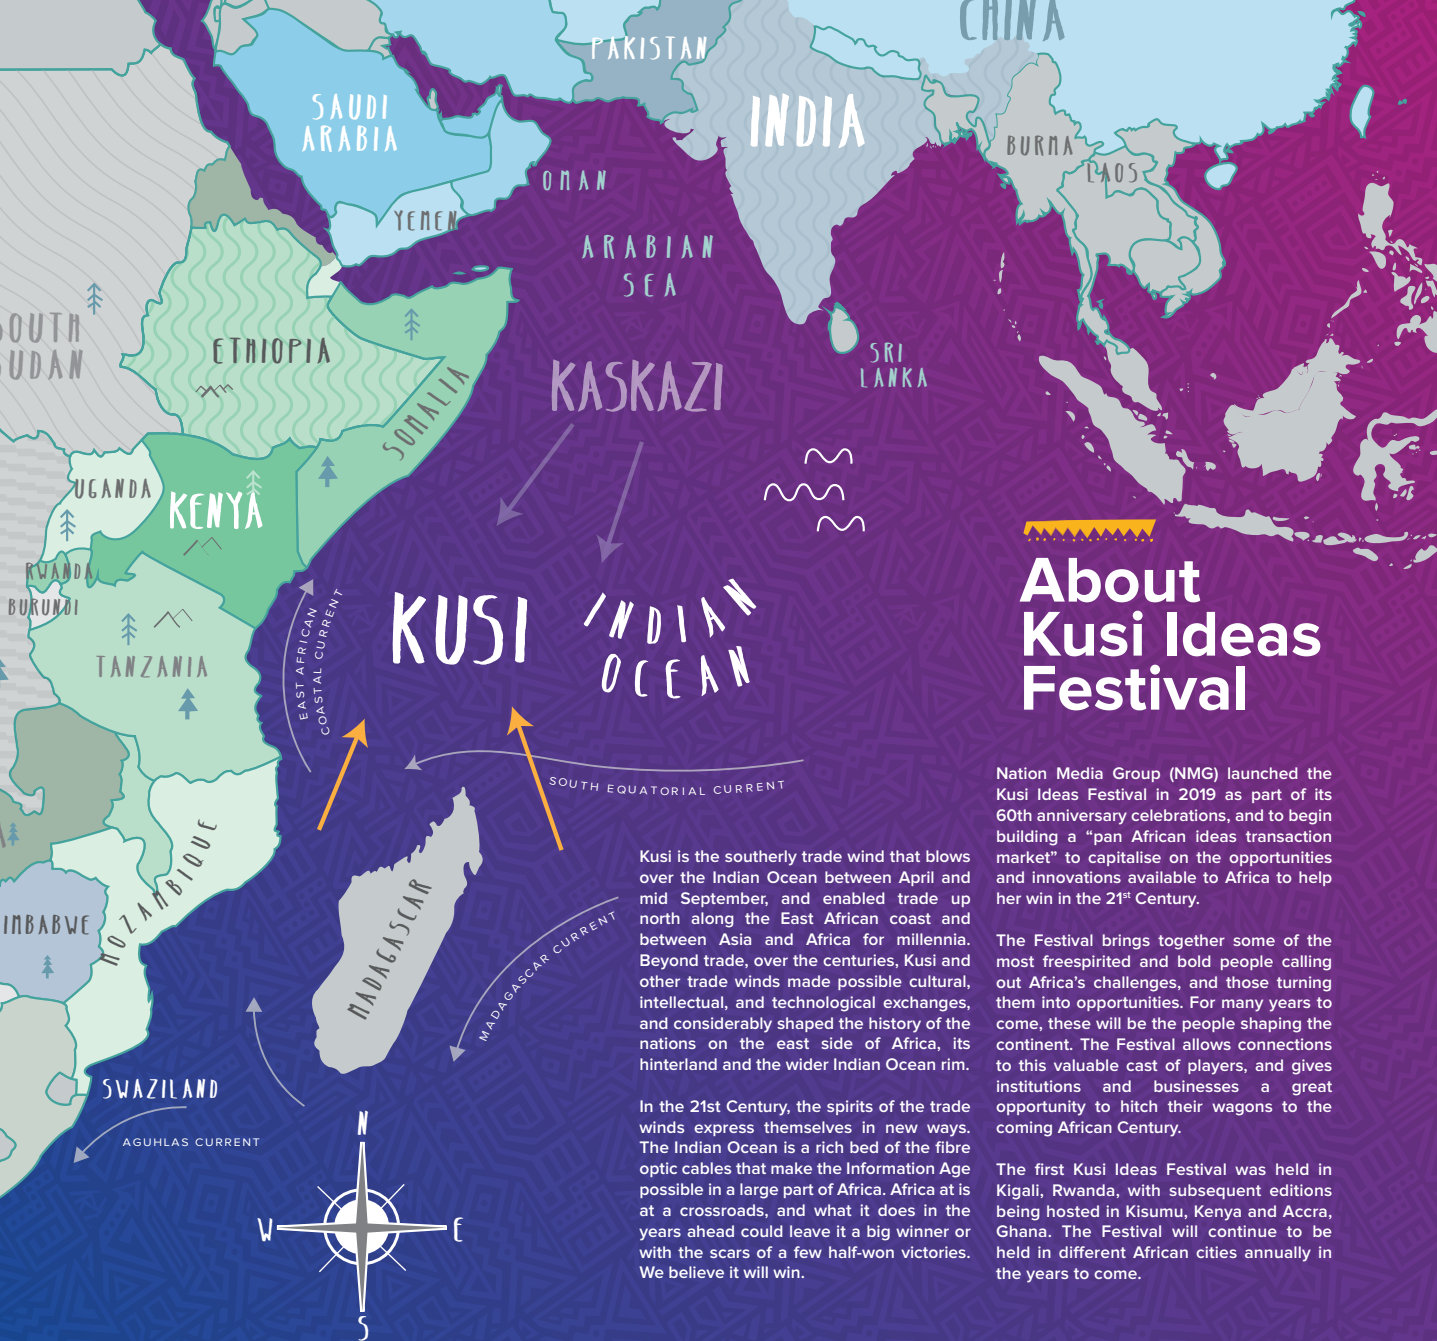 CHINA
PAKISTAN
SAUDI
ARABIA
INDIA
BURMA
LAOS
OMAN
YEMEN
ARABIAN
SEA
SOUTH
SUDAN
ETHIOPIA
SRI
LANKA
KASKAZI
SOMALIA
UGANDA
KENYA
RWANDA
BURUNDI
TANZANIA
EAST AFRICAN
COASTAL CURRENT
KUSI
INDIAN
OCEAN
SOUTH EQUATORIAL CURRENT
MOZAMBIQUE
IMBABWE
MADAGASCAR
MADAGASCAR CURRENT
SWAZILAND
AGUHLAS CURRENT
N
W
E
S
Kusi is the southerly trade wind that blows
over the Indian Ocean between April and
mid September, and enabled trade up
north along the East African coast and
between Asia and Africa for millennia.
Beyond trade, over the centuries, Kusi and
other trade winds made possible cultural,
intellectual, and technological exchanges,
and considerably shaped the history of the
nations on the east side of Africa, its
hinterland and the wider Indian Ocean rim.
In the 21st Century, the spirits of the trade
winds express themselves in new ways.
The Indian Ocean is a rich bed of the fibre
optic cables that make the Information Age
possible in a large part of Africa. Africa at is
at a crossroads, and what it does in the
years ahead could leave it a big winner or
with the scars of a few half-won victories.
We believe it will win.
About
Kusi Ideas
Festival
Nation Media Group (NMG) launched the
Kusi Ideas Festival in 2019 as part of its
60th anniversary celebrations, and to begin
building a “pan African ideas transaction
market” to capitalise on the opportunities
and innovations available to Africa to help
her win in the 21st Century.
The Festival brings together some of the
most freespirited and bold people calling
out Africa’s challenges, and those turning
them into opportunities. For many years to
come, these will be the people shaping the
continent. The Festival allows connections
to this valuable cast of players, and gives
institutions and businesses a great
opportunity to hitch their wagons to the
coming African Century.
The first Kusi Ideas Festival was held in
Kigali, Rwanda, with subsequent editions
being hosted in Kisumu, Kenya and Accra,
Ghana. The Festival will continue to be
held in different African cities annually in
the years to come.